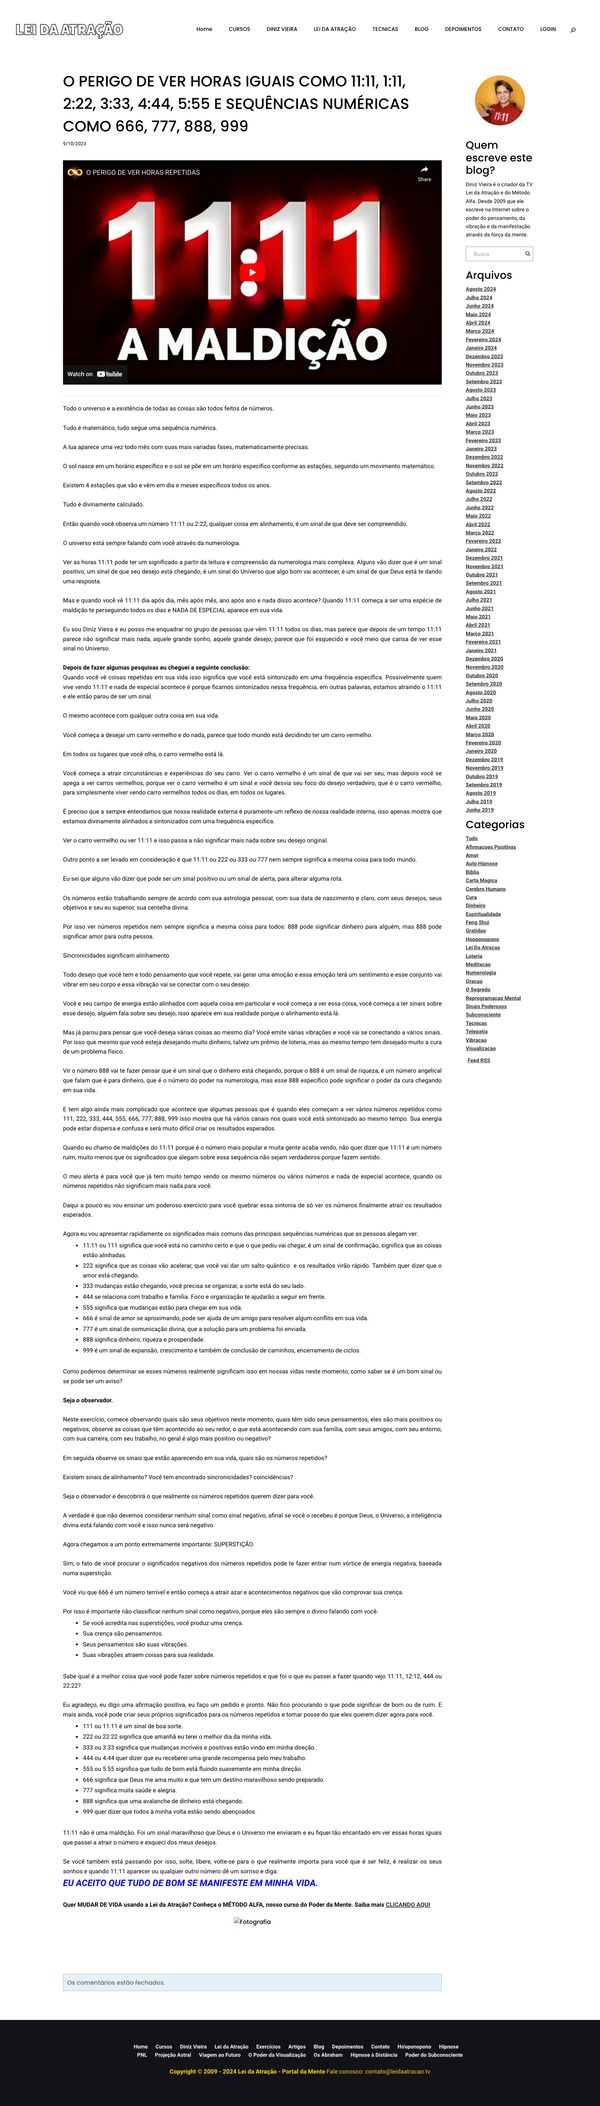 LEI DA ATRAÇÃO
Home CURSOS DINIZ VIEIRA LEI DA ATRAÇÃO TECNICAS BLOG DEPOIMENTOS CONTATO LOGIN
O PERIGO DE VER HORAS IGUAIS COMO 11:11, 1:11,
2:22, 3:33, 4:44, 5:55 E SEQUÊNCIAS NUMÉRICAS
COMO 666, 777, 888, 999
9/10/2023
O PERIGO DE VER HORAS REPETIDAS
Share
11:11
A MALDIÇÃO
Watch on YouTube
Todo o universo e a existência de todas as coisas são todos feitos de números.
Tudo é matemático, tudo segue uma sequência numérica.
A lua aparece uma vez todo mês com suas mais variadas fases, matematicamente precisas.
O sol nasce em um horário específico e o sol se põe em um horário específico conforme as estações, seguindo um movimento matemático.
Existem 4 estações que vão e vêm em dia e meses específicos todos os anos.
Tudo é divinamente calculado.
Então quando você observa um número 11:11 ou 2:22, qualquer coisa em alinhamento, é um sinal de que deve ser compreendido.
O universo está sempre falando com você através da numerologia.
Ver as horas 11:11 pode ter um significado a partir da leitura e compreensão da numerologia mais complexa. Alguns vão dizer que é um sinal
positivo, um sinal de que seu desejo está chegando, é um sinal do Universo que algo bom vai acontecer, é um sinal de que Deus está te dando
uma resposta.
Mas e quando você vê 11:11 dia após dia, mês após mês, ano após ano e nada disso acontece? Quando 11:11 começa a ser uma espécie de
maldição te perseguindo todos os dias e NADA DE ESPECIAL aparece em sua vida.
Eu sou Diniz Vieira e eu posso me enquadrar no grupo de pessoas que vêm 11:11 todos os dias, mas parece que depois de um tempo 11:11
parece não significar mais nada, aquele grande sonho, aquele grande desejo, parece que foi esquecido e você meio que cansa de ver esse
sinal no Universo.
Depois de fazer algumas pesquisas eu cheguei a seguinte conclusão:
Quando você vê coisas repetidas em sua vida isso significa que você está sintonizado em uma frequência específica. Possivelmente quem
vive vendo 11:11 e nada de especial acontece é porque ficamos sintonizados nessa frequência, em outras palavras, estamos atraindo o 11:11
e ele então parou de ser um sinal.
O mesmo acontece com qualquer outra coisa em sua vida.
Você começa a desejar um carro vermelho e do nada, parece que todo mundo está decidindo ter um carro vermelho.
Em todos os lugares que você olha, o carro vermelho está lá.
Você começa a atrair circunstâncias e experiências do seu carro. Ver o carro vermelho é um sinal de que vai ser seu, mas depois você se
apega a ver carros vermelhos, porque ver o carro vermelho é um sinal e você desvia seu foco do desejo verdadeiro, que é o carro vermelho,
para simplesmente viver vendo carro vermelhos todos os dias, em todos os lugares.
É preciso que a sempre entendamos que nossa realidade externa é puramente um reflexo de nossa realidade interna, isso apenas mostra que
estamos divinamente alinhados e sintonizados com uma frequência específica.
Ver o carro vermelho ou ver 11:11 e isso passa a não significar mais nada sobre seu desejo original.
Outro ponto a ser levado em consideração é que 11:11 ou 222 ou 333 ou 777 nem sempre significa a mesma coisa para todo mundo.
Eu sei que alguns vão dizer que pode ser um sinal positivo ou um sinal de alerta, para alterar alguma rota.
Os números estão trabalhando sempre de acordo com sua astrologia pessoal, com sua data de nascimento e claro, com seus desejos, seus
objetivos e seu eu superior, sua centelha divina.
Por isso ver números repetidos nem sempre significa a mesma coisa para todos: 888 pode significar dinheiro para alguém, mas 888 pode
significar amor para outra pessoa.
Sincronicidades significam alinhamento.
Todo desejo que você tem e todo pensamento que você repete, vai gerar uma emoção e essa emoção terá um sentimento e esse conjunto vai
vibrar em seu corpo e essa vibração vai se conectar com o seu desejo.
Você e seu campo de energia estão alinhados com aquela coisa em particular e você começa a ver essa coisa, você começa a ter sinais sobre
esse desejo, alguém fala sobre seu desejo, isso aparece em sua realidade porque o alinhamento está lá.
Mas já parou para pensar que você deseja várias coisas ao mesmo dia? Você emite várias vibrações e você vai se conectando a vários sinais.
Por isso que mesmo que você esteja desejando muito dinheiro, talvez um prêmio de loteria, mas ao mesmo tempo tem desejado muito a cura
de um problema físico.
Vir o número 888 vai te fazer pensar que é um sinal que o dinheiro está chegando, porque o 888 é um sinal de riqueza, é um número angelical
que falam que é para dinheiro, que é o número do poder na numerologia, mas esse 888 específico pode significar o poder da cura chegando
em sua vida.
E tem algo ainda mais complicado que acontece que algumas pessoas que é quando eles começam a ver vários números repetidos como
111, 222, 333, 444, 555, 666, 777, 888, 999 isso mostra que há vários canais nos quais você está sintonizado ao mesmo tempo. Sua energia
pode estar dispersa e confusa e será muito difícil criar os resultados esperados.
Quando eu chamo de maldições do 11:11 porque é o número mais popular e muita gente acaba vendo, não quer dizer que 11:11 é um número
ruim, muito menos que os significados que alegam sobre essa sequência não sejam verdadeiros porque fazem sentido.
O meu alerta é para você que já tem muito tempo vendo os mesmo números ou vários números e nada de especial acontece, quando os
números repetidos não significam mais nada para você.
Daqui a pouco eu vou ensinar um poderoso exercício para você quebrar essa sintonia de só ver os números finalmente atrair os resultados
esperados.
Agora eu vou apresentar rapidamente os significados mais comuns das principais sequências numéricas que as pessoas alegam ver:
• 11:11 ou 111 significa que você está no caminho certo e que o que pediu vai chegar, é um sinal de confirmação, significa que as coisas
estão alinhadas.
• 222 significa que as coisas vão acelerar, que você vai dar um salto quântico e os resultados virão rápido. Também quer dizer que o
amor está chegando.
• 333 mudanças estão chegando, você precisa se organizar, a sorte está do seu lado.
• 444 se relaciona com trabalho e família. Foco e organização te ajudarão a seguir em frente.
• 555 significa que mudanças estão para chegar em sua vida.
• 666 é sinal de amor se aproximando, pode ser ajuda de um amigo para resolver algum conflito em sua vida.
• 777 é um sinal de comunicação divina, que a solução para um problema foi enviada.
• 888 significa dinheiro, riqueza e prosperidade.
• 999 é um sinal de expansão, crescimento e também de conclusão de caminhos, encerramento de ciclos.
Como podemos determinar se esses números realmente significam isso em nossas vidas neste momento, como saber se é um bom sinal ou
se pode ser um aviso?
Seja o observador.
Neste exercício, comece observando quais são seus objetivos neste momento, quais têm sido seus pensamentos, eles são mais positivos ou
negativos, observe as coisas que têm acontecido ao seu redor, o que está acontecendo com sua família, com seus amigos, com seu entorno,
com sua carreira, com seu trabalho, no geral é algo mais positivo ou negativo?
Em seguida observe os sinais que estão aparecendo em sua vida, quais são os números repetidos?
Existem sinais de alinhamento? Você tem encontrado sincronicidades? coincidências?
Seja o observador e descobrirá o que realmente os números repetidos querem dizer para você.
A verdade é que não devemos considerar nenhum sinal como sinal negativo, afinal se você o recebeu é porque Deus, o Universo, a inteligência
divina está falando com você e isso nunca será negativo.
Agora chegamos a um ponto extremamente importante: SUPERSTIÇÃO.
Sim, o fato de você procurar o significados negativos dos números repetidos pode te fazer entrar num vórtice de energia negativa, baseada
numa superstição.
Você viu que 666 é um número terrível e então começa a atrair azar e acontecimentos negativos que vão comprovar sua crença.
Por isso é importante não classificar nenhum sinal como negativo, porque eles são sempre o divino falando com você.
• Se você acredita nas superstições, você produz uma crença.
• Sua crença são pensamentos.
• Seus pensamentos são suas vibrações.
• Suas vibrações atraem coisas para sua realidade.
Sabe qual é a melhor coisa que você pode fazer sobre números repetidos e que foi o que eu passei a fazer quando vejo 11:11, 12:12, 444 ou
22:22?
Eu agradeço, eu digo uma afirmação positiva, eu faço um pedido e pronto. Não fico procurando o que pode significar de bom ou de ruim. E
mais ainda, você pode criar seus próprios significados para os números repetidos e tomar posse do que eles querem dizer agora para você.
• 111 ou 11:11 é um sinal de boa sorte.
• 222 ou 22:22 significa que amanhã eu terei o melhor dia da minha vida.
• 333 ou 3:33 significa que mudanças incríveis e positivas estão vindo em minha direção.
• 444 ou 4:44 quer dizer que eu receberei uma grande recompensa pelo meu trabalho.
• 555 ou 5:55 significa que tudo de bom está fluindo suavemente em minha direção.
• 666 significa que Deus me ama muito e que tem um destino maravilhoso sendo preparado.
• 777 significa muita saúde e alegria.
• 888 significa que uma avalanche de dinheiro está chegando.
• 999 quer dizer que todos à minha volta estão sendo abençoados.
11:11 não é uma maldição. Foi um sinal maravilhoso que Deus e o Universo me enviaram e eu fiquei tão encantado em ver essas horas iguais
que passei a atrair o número e esqueci dos meus desejos.
Se você também está passando por isso, solte, libere, volte-se para o que realmente importa para você que é ser feliz, é realizar os seus
sonhos e quando 11:11 aparecer ou qualquer outro número dê um sorriso e diga:
EU ACEITO QUE TUDO DE BOM SE MANIFESTE EM MINHA VIDA.
Quer MUDAR DE VIDA usando a Lei da Atração? Conheça o MÉTODO ALFA, nosso curso do Poder da Mente. Saiba mais CLICANDO AQUI
Fotografia
Os comentários estão fechados.
11:11
Quem
escreve este
blog?
Diniz Vieira é o criador da TV
Lei da Atração e do Método
Alfa. Desde 2009 que ele
escreve na Internet sobre o
poder do pensamento, da
vibração e da manifestação
através da força da mente.
Busca
Arquivos
Agosto 2024
Julho 2024
Junho 2024
Maio 2024
Abril 2024
Março 2024
Fevereiro 2024
Janeiro 2024
Dezembro 2023
Novembro 2023
Outubro 2023
Setembro 2023
Agosto 2023
Julho 2023
Junho 2023
Maio 2023
Abril 2023
Março 2023
Fevereiro 2023
Janeiro 2023
Dezembro 2022
Novembro 2022
Outubro 2022
Setembro 2022
Agosto 2022
Julho 2022
Junho 2022
Maio 2022
Abril 2022
Março 2022
Fevereiro 2022
Janeiro 2022
Dezembro 2021
Novembro 2021
Outubro 2021
Setembro 2021
Agosto 2021
Julho 2021
Junho 2021
Maio 2021
Abril 2021
Março 2021
Fevereiro 2021
Janeiro 2021
Dezembro 2020
Novembro 2020
Outubro 2020
Setembro 2020
Agosto 2020
Julho 2020
Junho 2020
Maio 2020
Abril 2020
Março 2020
Fevereiro 2020
Janeiro 2020
Dezembro 2019
Novembro 2019
Outubro 2019
Setembro 2019
Agosto 2019
Julho 2019
Junho 2019
Categorias
Tudo
Afirmacoes Positivas
Amor
Auto Hipnose
Biblia
Carta Magica
Cerebro Humano
Cura
Dinheiro
Espiritualidade
Feng Shui
Gratidao
Hooponopono
Lei Da Atracao
Loteria
Meditacao
Numerologia
Oracao
O Segredo
Reprogramacao Mental
Sinais Poderosos
Subconsciente
Tecnicas
Telepatia
Vibracao
Visualizacao
Feed RSS
Home Cursos Diniz Vieira Lei da Atração Exercícios Artigos Blog Depoimentos Contato Ho'oponopono Hipnose
PNL Projeção Astral Viagem ao Futuro O Poder da Visualização Os Abraham Hipnose à Distância Poder do Subconsciente
Copyright © 2009 - 2024 Lei da Atração - Portal da Mente Fale conosco: contato@leidaatracao.tv